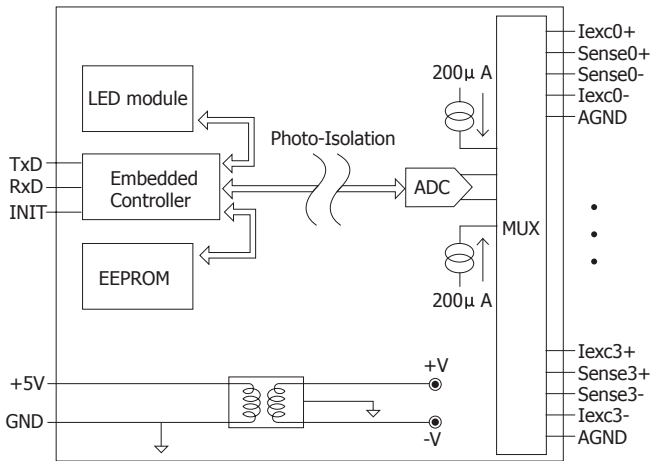 Iexc0+
Sense0+
Sense0-
Iexc0-
AGND
200μ A
LED module
Photo-Isolation
TxD
RxD
INIT
Embedded
Controller
ADC
MUX
EEPROM
200μ A
Iexc3+
Sense3+
Sense3-
Iexc3-
AGND
+5V
GND
+V
-V